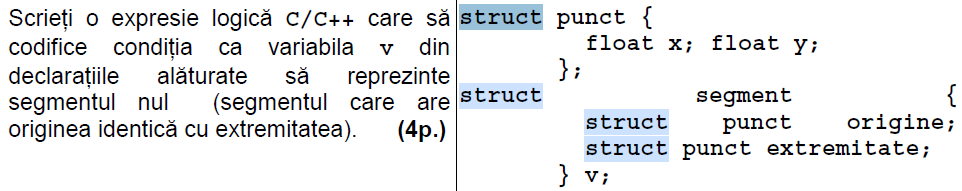 Scrieți o expresie logică C/C++ care să
codifice condiția ca variabila v din
declarațiile alăturate să reprezinte
segmentul nul (segmentul care are
originea identică cu extremitatea). (4p.)
struct punct {
float x; float y;
};
struct segment {
struct punct origine;
struct punct extremitate;
} v;